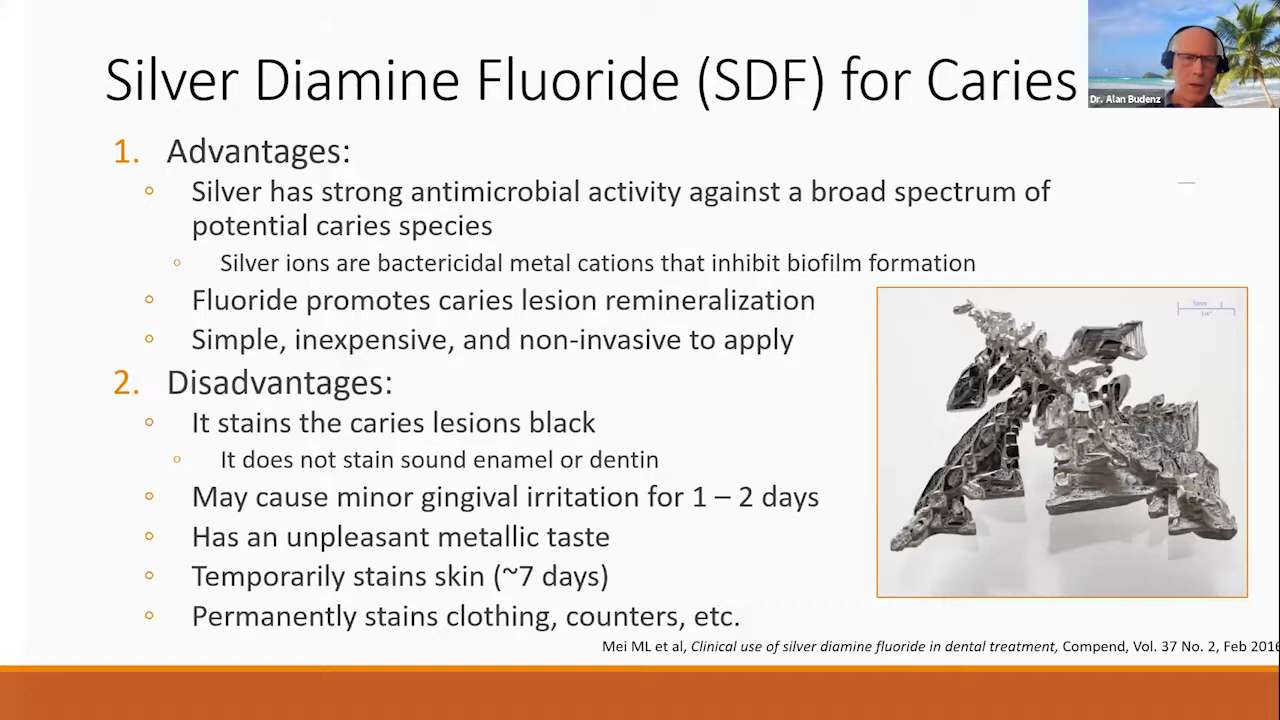 Silver Diamine Fluoride (SDF) for Caries
Dr. Alan Budenz
1. Advantages:
◦ Silver has strong antimicrobial activity against a broad spectrum of
potential caries species
◦ Silver ions are bactericidal metal cations that inhibit biofilm formation
◦ Fluoride promotes caries lesion remineralization
◦ Simple, inexpensive, and non-invasive to apply
2. Disadvantages:
◦ It stains the caries lesions black
◦ It does not stain sound enamel or dentin
◦ May cause minor gingival irritation for 1 – 2 days
◦ Has an unpleasant metallic taste
◦ Temporarily stains skin (~7 days)
◦ Permanently stains clothing, counters, etc.
Mei ML et al, Clinical use of silver diamine fluoride in dental treatment, Compend, Vol. 37 No. 2, Feb 2016